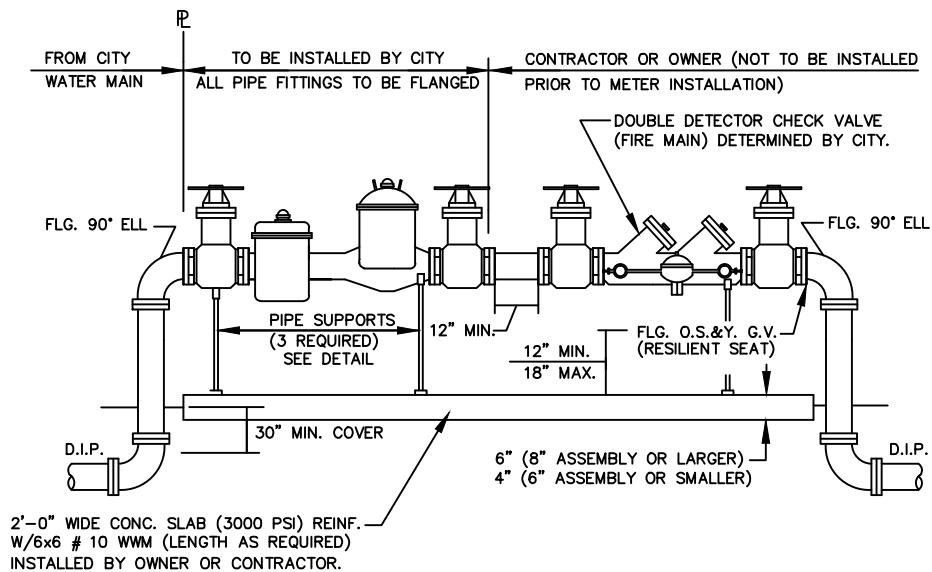 PL
FROM CITY
WATER MAIN
TO BE INSTALLED BY CITY
ALL PIPE FITTINGS TO BE FLANGED
CONTRACTOR OR OWNER (NOT TO BE INSTALLED
PRIOR TO METER INSTALLATION)
DOUBLE DETECTOR CHECK VALVE
(FIRE MAIN) DETERMINED BY CITY.
FLG. 90° ELL
FLG. 90° ELL
PIPE SUPPORTS
(3 REQUIRED)
SEE DETAIL
12" MIN.
FLG. O.S.&Y. G.V.
(RESILIENT SEAT)
12" MIN.
18" MAX.
30" MIN. COVER
D.I.P.
D.I.P.
6" (8" ASSEMBLY OR LARGER)
4" (6" ASSEMBLY OR SMALLER)
2'-0" WIDE CONC. SLAB (3000 PSI) REINF.
W/6x6 # 10 WWM (LENGTH AS REQUIRED)
INSTALLED BY OWNER OR CONTRACTOR.